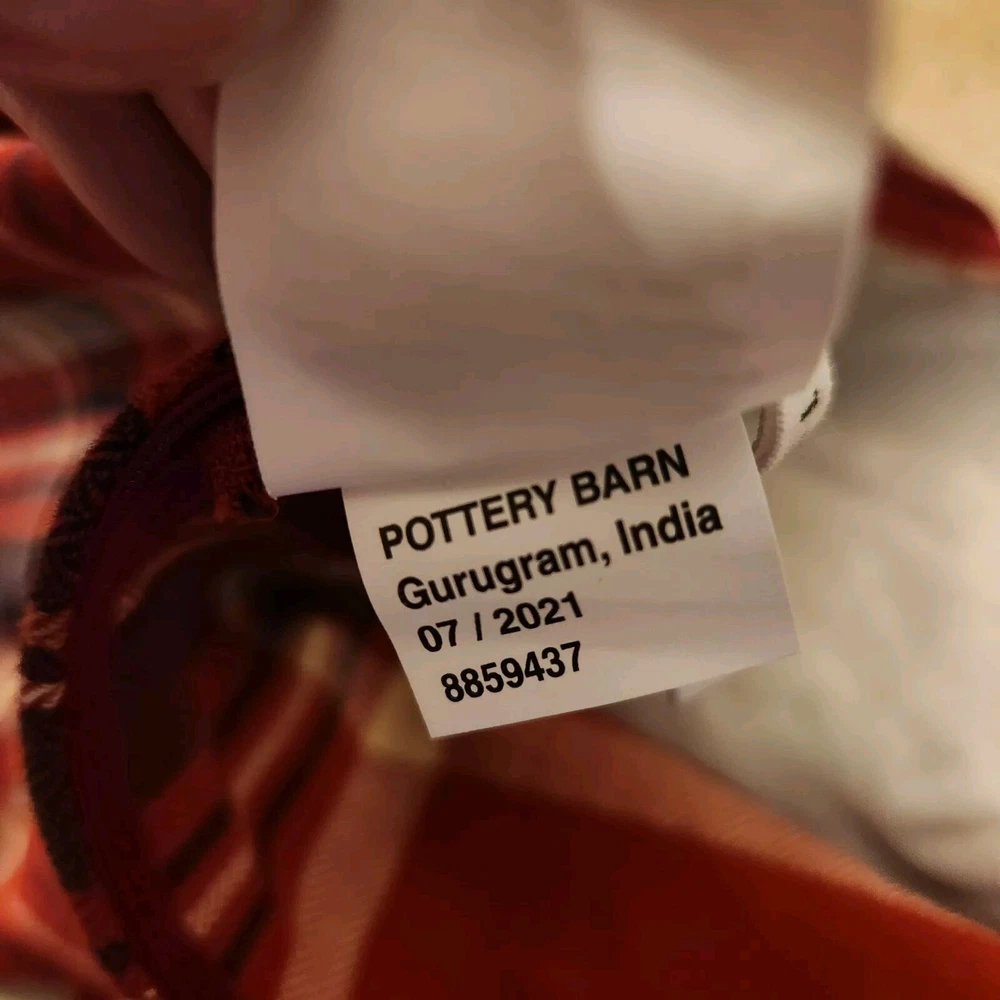 POTTERY BARN
Gurugram, India
07 / 2021
8859437